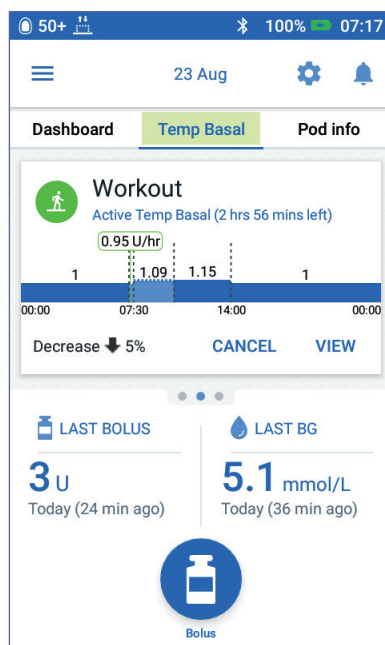 50+ 100% 07:17
23 Aug
Dashboard Temp Basal Pod info
Workout
Active Temp Basal (2 hrs 56 mins left)
0.95 U/hr
1 1.09 1.15 1
00:00 07:30 14:00 00:00
Decrease 5% CANCEL VIEW
LAST BOLUS LAST BG
3 U 5.1 mmol/L
Today (24 min ago) Today (36 min ago)
Bolus